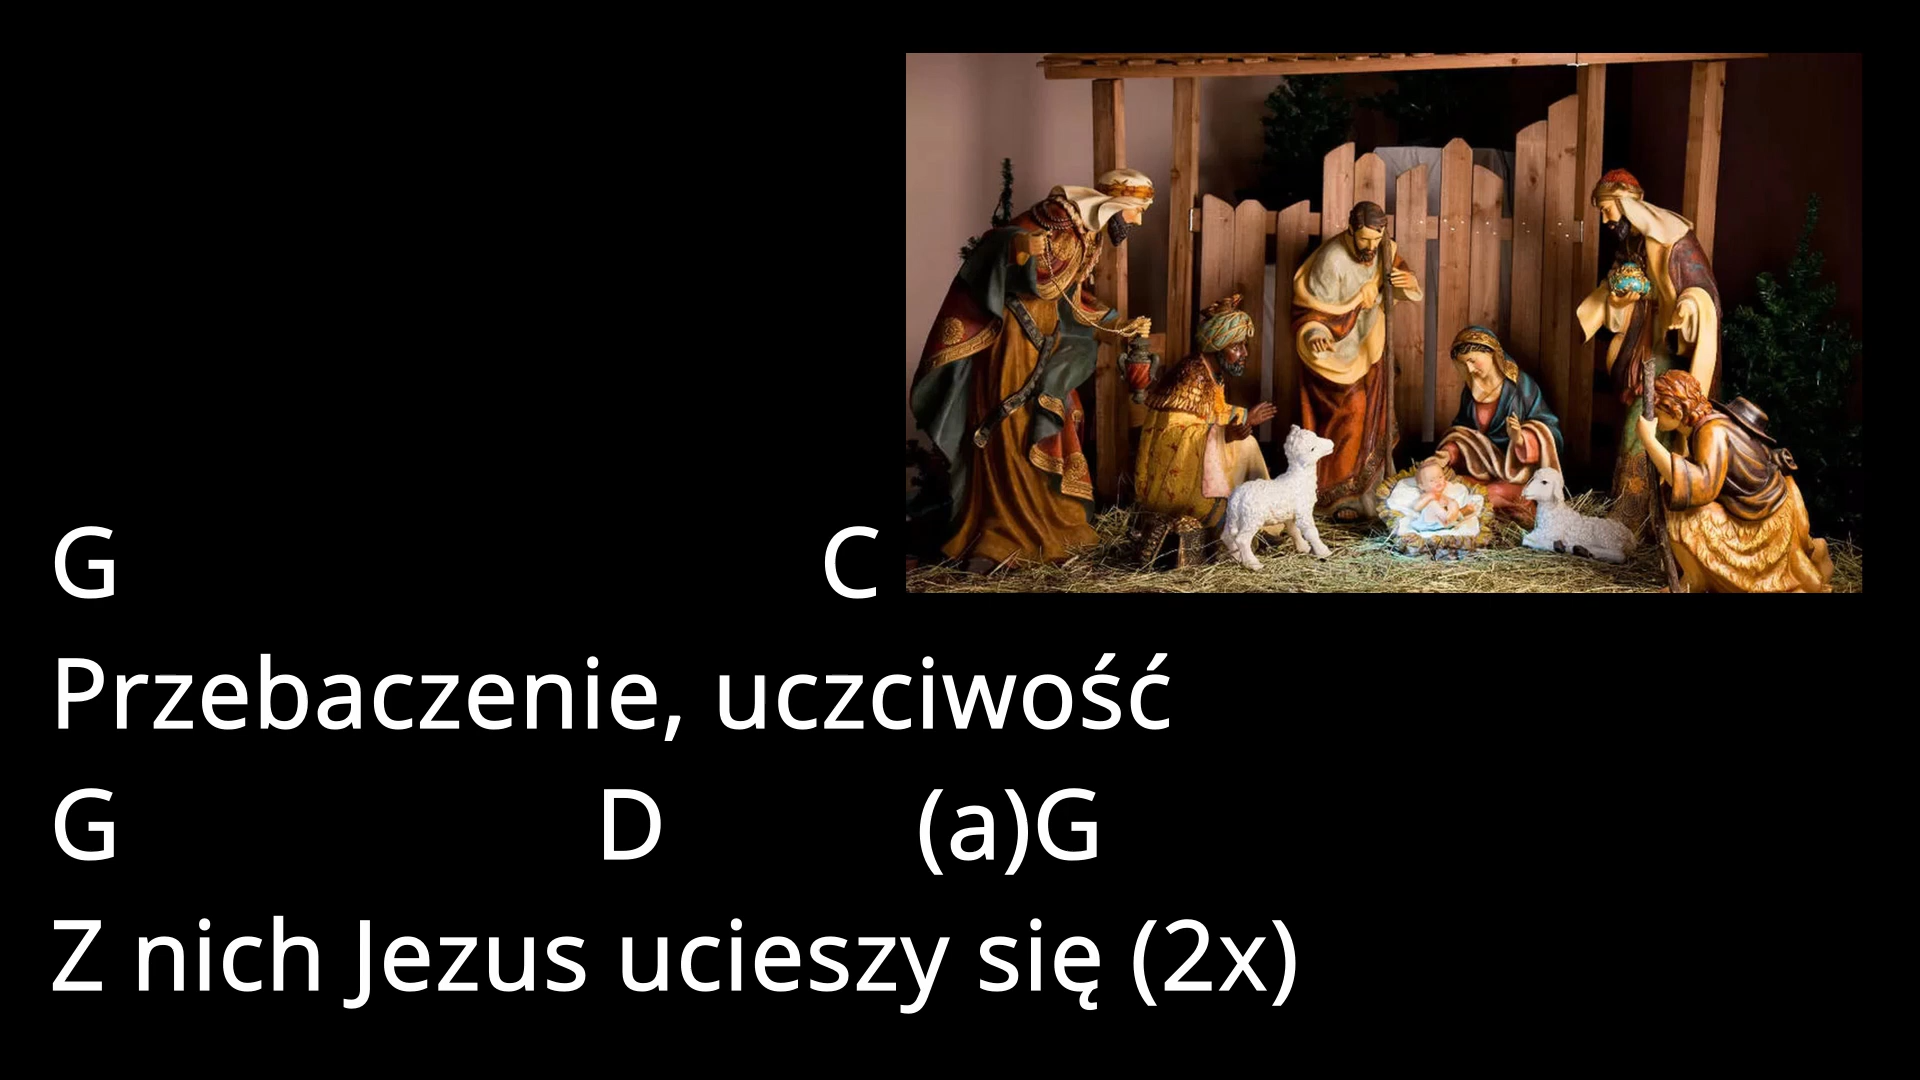 G C
Przebaczenie, uczciwość
G D (a)G
Z nich Jezus ucieszy się (2x)